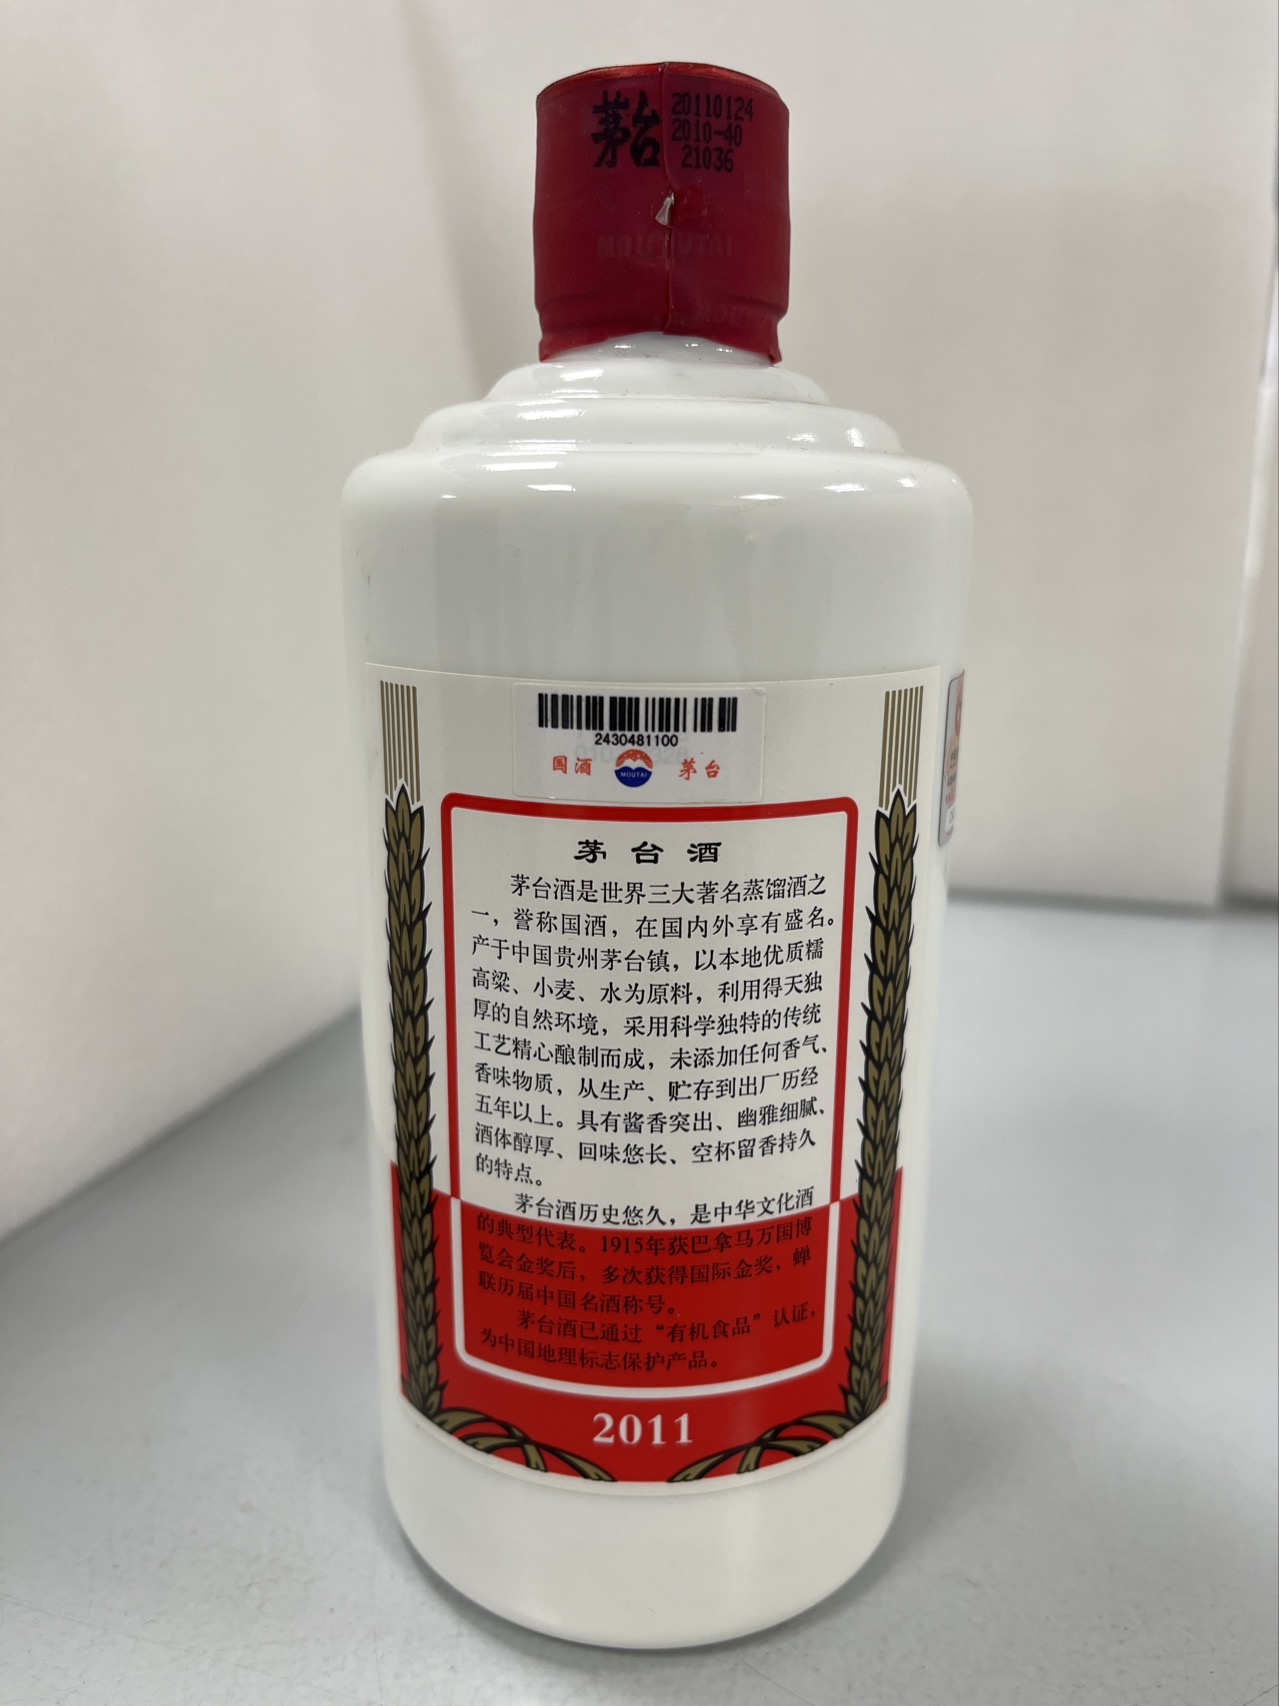 茅台
20110124
2010-40
21036
MOUTAI
2430481100
国酒
MOUTAI
茅台
茅台酒
茅台酒是世界三大著名蒸馏酒之
一，誉称国酒，在国内外享有盛名。
产于中国贵州茅台镇，以本地优质糯
高粱、小麦、水为原料，利用得天独
厚的自然环境，采用科学独特的传统
工艺精心酿制而成，未添加任何香气、
香味物质，从生产、贮存到出厂历经
五年以上。具有酱香突出、幽雅细腻、
酒体醇厚、回味悠长、空杯留香持久
的特点。
茅台酒历史悠久，是中华文化酒
的典型代表。1915年获巴拿马万国博
览会金奖后，多次获得国际金奖，蝉
联历届中国名酒称号。
茅台酒已通过“有机食品”认证，
为中国地理标志保护产品。
2011